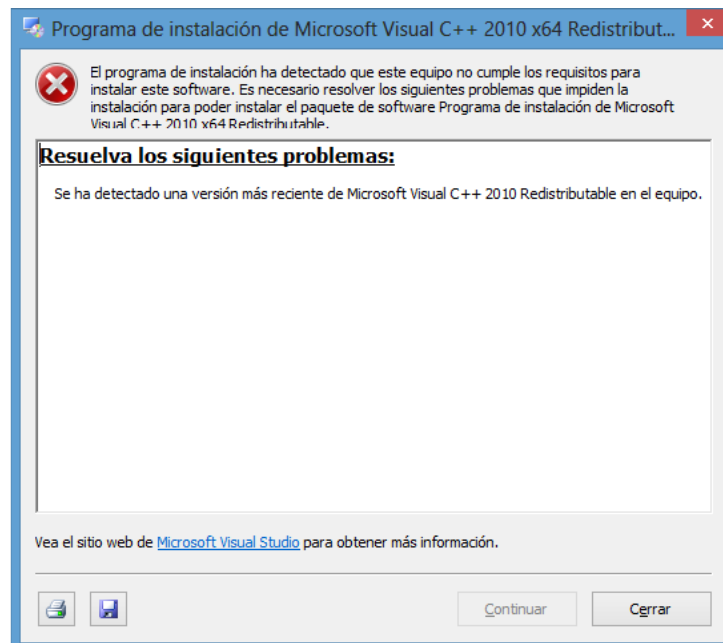 Programa de instalación de Microsoft Visual C++ 2010 x64 Redistribut...
El programa de instalación ha detectado que este equipo no cumple los requisitos para
instalar este software. Es necesario resolver los siguientes problemas que impiden la
instalación para poder instalar el paquete de software Programa de instalación de Microsoft
Visual C++ 2010 x64 Redistributable.
Resuelva los siguientes problemas:
Se ha detectado una versión más reciente de Microsoft Visual C++ 2010 Redistributable en el equipo.
Vea el sitio web de Microsoft Visual Studio para obtener más información.
Continuar
Cerrar